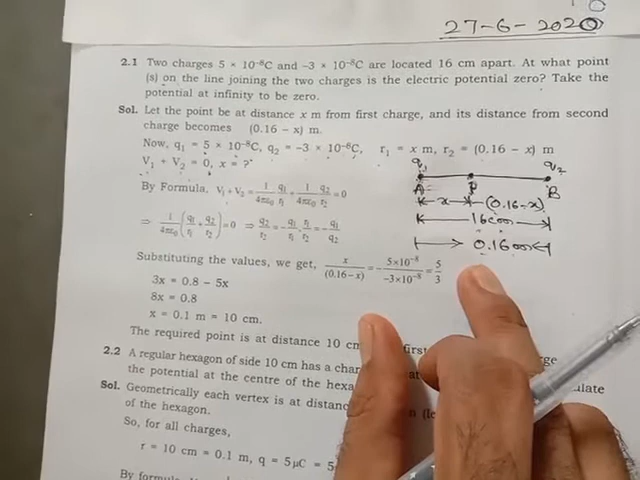 27-6-2020
2.1 Two charges 5 × 10⁻⁸C and –3 × 10⁻⁸C are located 16 cm apart. At what point
(s) on the line joining the two charges is the electric potential zero? Take the
potential at infinity to be zero.
Sol. Let the point be at distance x m from first charge, and its distance from second
charge becomes (0.16 – x) m.
Now, q₁ = 5 × 10⁻⁸C, q₂ = –3 × 10⁻⁸C, r₁ = x m, r₂ = (0.16 – x) m
V₁ + V₂ = 0, x = ?
q₁ q₂
A P B
x (0.16-x)
16cm
0.16
By Formula, V₁+V₂ = 1/4πε₀ q₁/r₁ + 1/4πε₀ q₂/r₂ = 0
⇒ 1/4πε₀ (q₁/r₁ + q₂/r₂) = 0 ⇒ q₂/r₂ = – q₁/r₁, r₁/r₂ = – q₁/q₂
Substituting the values, we get, x/(0.16–x) = – 5×10⁻⁸/–3×10⁻⁸ = 5/3
3x = 0.8 – 5x
8x = 0.8
x = 0.1 m = 10 cm.
The required point is at distance 10 cm first
2.2 A regular hexagon of side 10 cm has a
the potential at the centre of the
Sol. Geometrically each vertex is at
of the hexagon.
So, for all charges,
r = 10 cm = 0.1 m, q = 5μC = 5
By